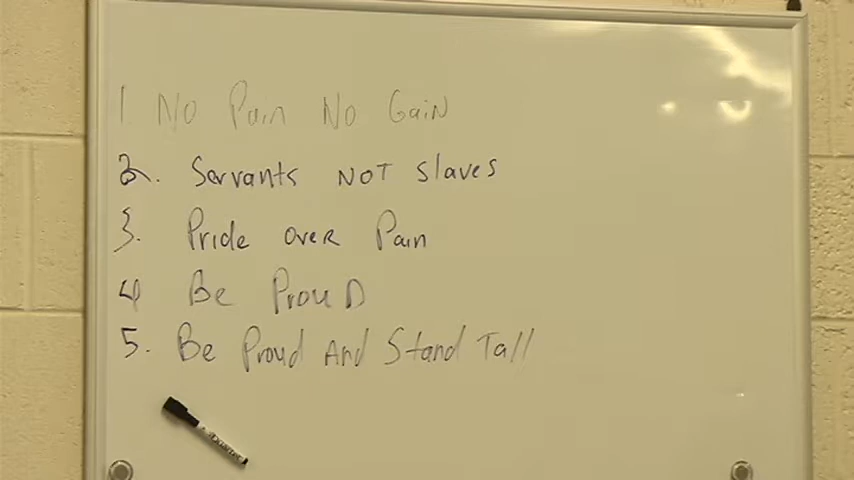 1. No Pain No Gain
2. Servants NOT Slaves
3. Pride over Pain
4 Be ProuD
5. Be Proud And Stand Tall